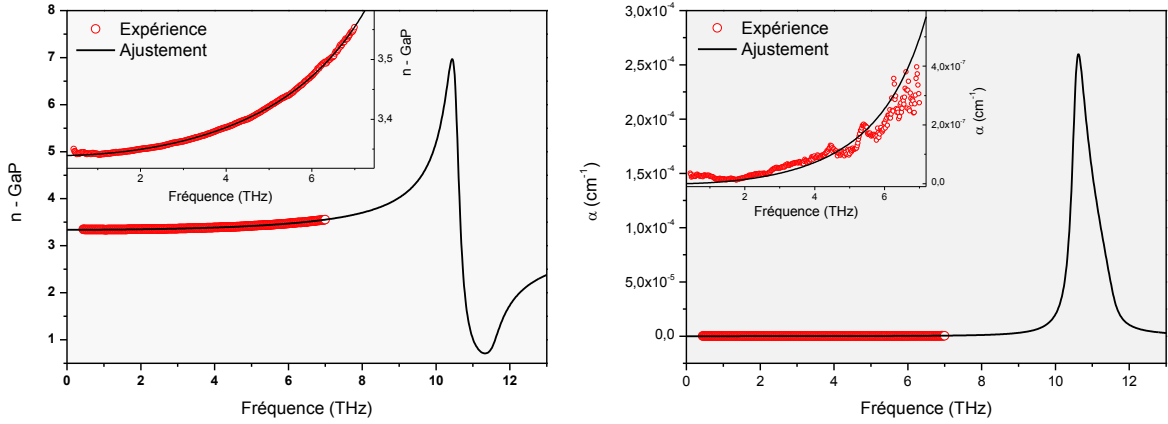 8
7
6
5
4
3
2
1
n - GaP
Expérience
Ajustement
3,5
3,4
n - GaP
2 4 6
Fréquence (THz)
0 2 4 6 8 10 12
Fréquence (THz)
3,0x10⁻⁴
2,5x10⁻⁴
2,0x10⁻⁴
1,5x10⁻⁴
1,0x10⁻⁴
5,0x10⁻⁵
0,0
α (cm⁻¹)
Expérience
Ajustement
4,0x10⁻⁷
2,0x10⁻⁷
0,0
α (cm⁻¹)
2 4 6
Fréquence (THz)
0 2 4 6 8 10 12
Fréquence (THz)